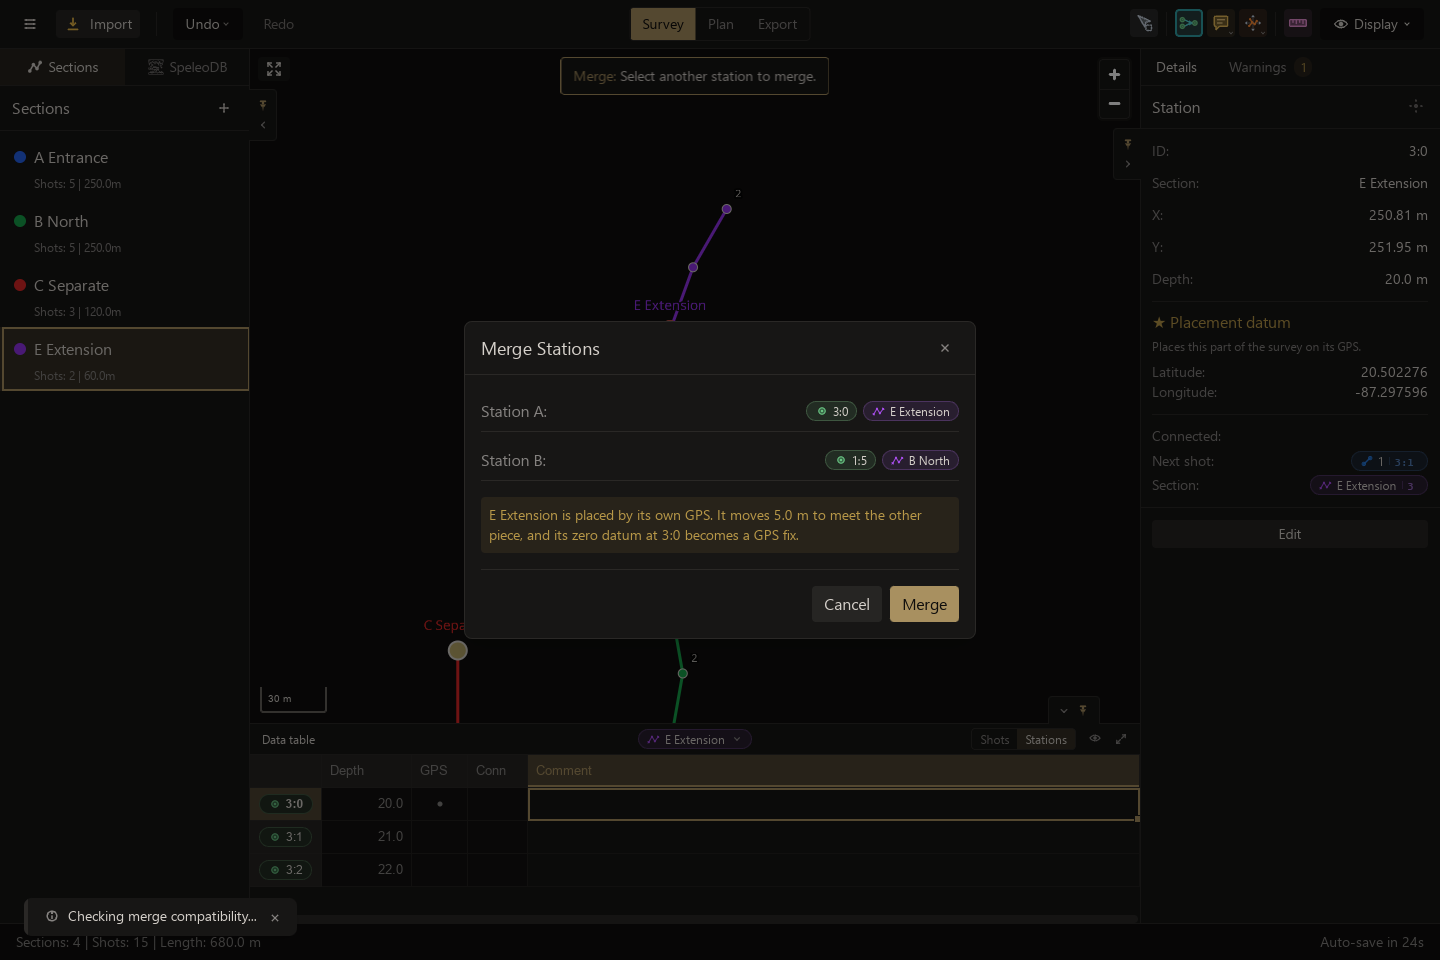 Import
Undo
Redo
Survey
Plan
Export
Display
Sections
SpeleoDB
Sections
A Entrance
Shots: 5 | 250.0m
B North
Shots: 5 | 250.0m
C Separate
Shots: 3 | 120.0m
E Extension
Shots: 2 | 60.0m
Merge: Select another station to merge.
2
E Extension
Merge Stations
Station A:
3:0
E Extension
Station B:
1:5
B North
E Extension is placed by its own GPS. It moves 5.0 m to meet the other
piece, and its zero datum at 3:0 becomes a GPS fix.
Cancel
Merge
C Sepa
2
30 m
Details
Warnings 1
Station
ID: 3:0
Section: E Extension
X: 250.81 m
Y: 251.95 m
Depth: 20.0 m
★ Placement datum
Places this part of the survey on its GPS.
Latitude: 20.502276
Longitude: -87.297596
Connected:
Next shot: 1 3:1
Section: E Extension 3
Edit
Data table
E Extension
Shots
Stations
Depth GPS Conn Comment
3:0 20.0
3:1 21.0
3:2 22.0
Checking merge compatibility...
Sections: 4 | Shots: 15 | Length: 680.0 m
Auto-save in 24s